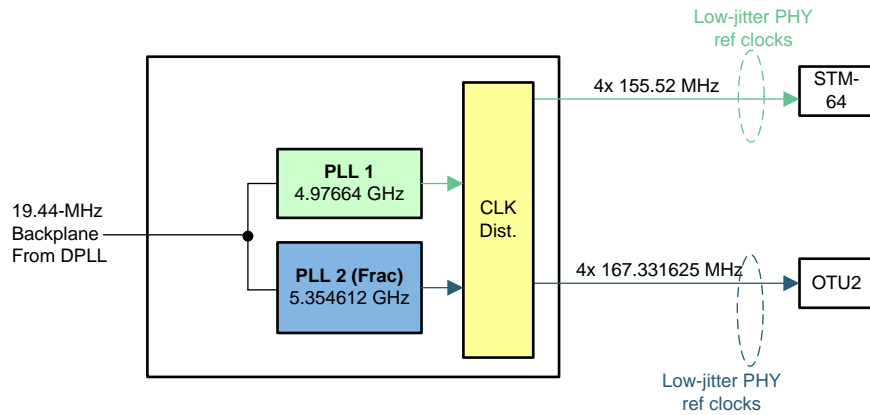 Low-jitter PHY
ref clocks
4x 155.52 MHz
STM-
64
PLL 1
4.97664 GHz
CLK
Dist.
19.44-MHz
Backplane
From DPLL
PLL 2 (Frac)
5.354612 GHz
4x 167.331625 MHz
OTU2
Low-jitter PHY
ref clocks